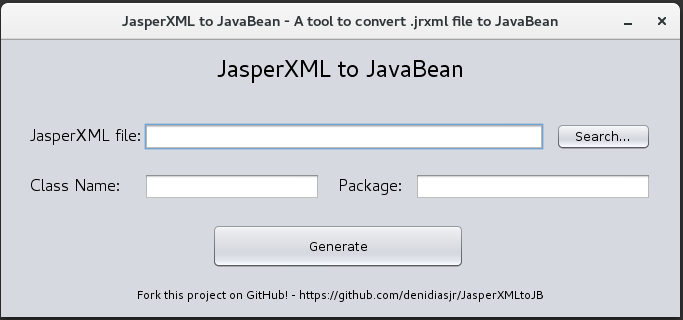 JasperXML to JavaBean - A tool to convert .jrxml file to JavaBean
JasperXML to JavaBean
JasperXML file: Search...
Class Name: Package:
Generate
Fork this project on GitHub! - https://github.com/denidiasjr/JasperXMLtoJB